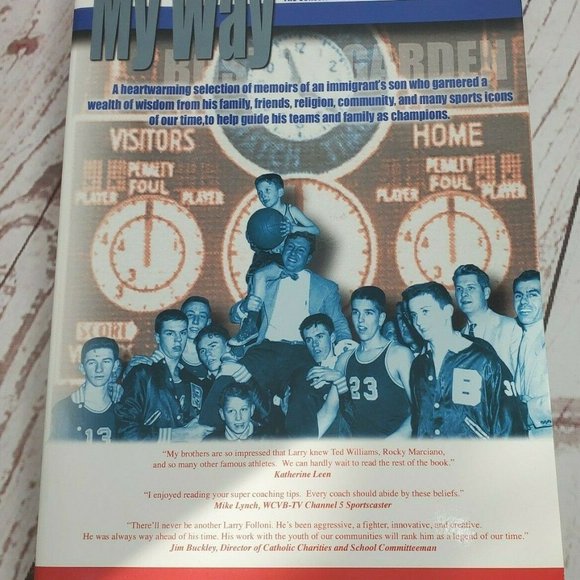 My Way
GARDEN
A heartwarming selection of memoirs of an immigrant's son who garnered a
wealth of wisdom from his family, friends, religion, community, and many sports icons
of our time,to help guide his teams and family as champions.
VISITORS
HOME
PENALTY
FOUL
PLAYER
PLAYER
PENALTY
FOUL
PLAYER
PLAYER
SCORE
13
23
B
3
"My brothers are so impressed that Larry knew Ted Williams, Rocky Marciano,
and so many other famous athletes. We can hardly wait to read the rest of the book."
Katherine Leen
"I enjoyed reading your super coaching tips. Every coach should abide by these beliefs."
Mike Lynch, WCVB-TV Channel 5 Sportscaster
"There'll never be another Larry Folloni. He's been aggressive, a fighter, innovative, and creative.
He was always way ahead of his time. His work with the youth of our communities will rank him as a legend of our time."
Jim Buckley, Director of Catholic Charities and School Committeeman